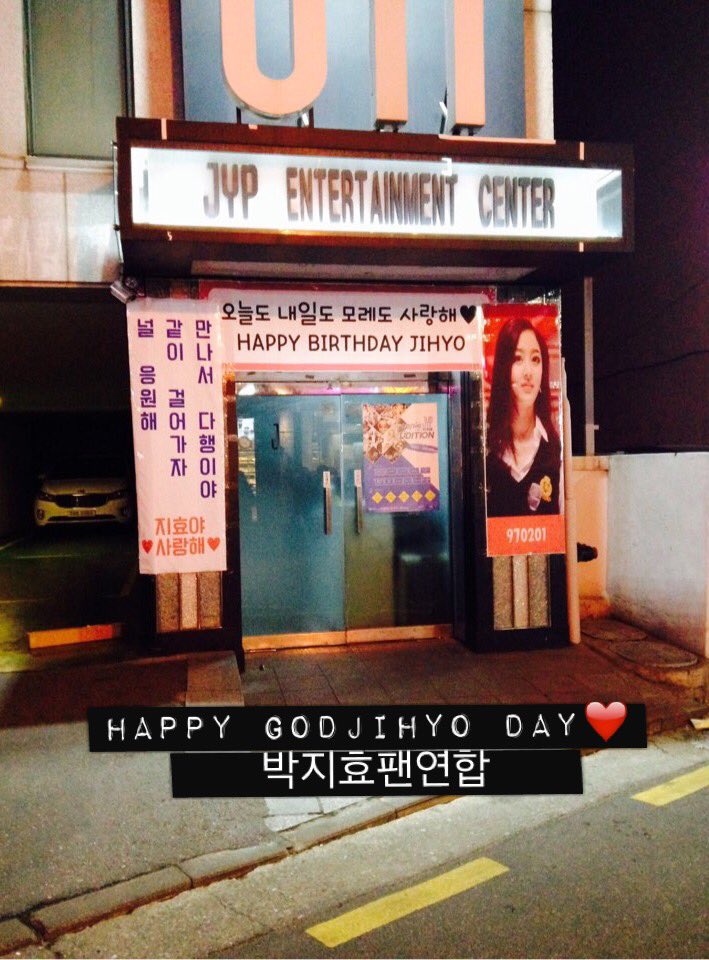 JYP ENTERTAINMENT CENTER
오늘도 내일도 모레도 사랑해♥
HAPPY BIRTHDAY JIHYO
만나서 다행이야
같이 걸어가자
널 응원해
지효야
♥사랑해♥
J
AUDITION
970201
HAPPY GODJIHYO DAY❤️
박지효팬연합